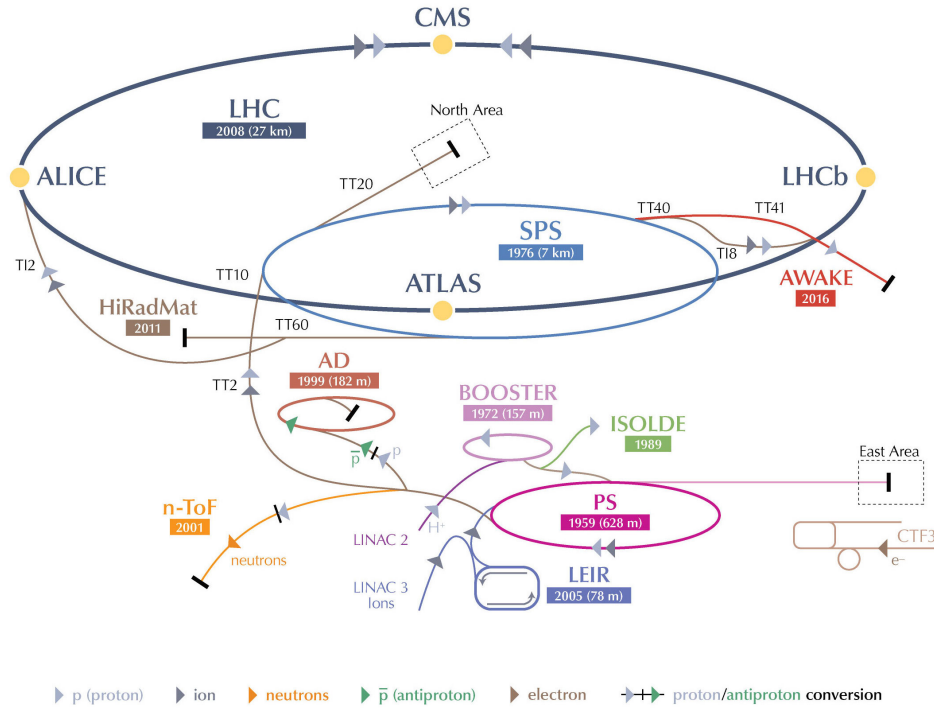 CMS
LHC
2008 (27 km)
North Area
ALICE
LHCb
TT20
TT40
TT41
SPS
1976 (7 km)
TI8
TI2
TT10
ATLAS
AWAKE
2016
HiRadMat
2011
TT60
AD
1999 (182 m)
TT2
BOOSTER
1972 (157 m)
ISOLDE
1989
p̅
p
East Area
n-ToF
2001
PS
1959 (628 m)
LINAC 2
H⁺
neutrons
CTF3
e⁻
LINAC 3
Ions
LEIR
2005 (78 m)
p (proton)
ion
neutrons
p̅ (antiproton)
electron
proton/antiproton conversion